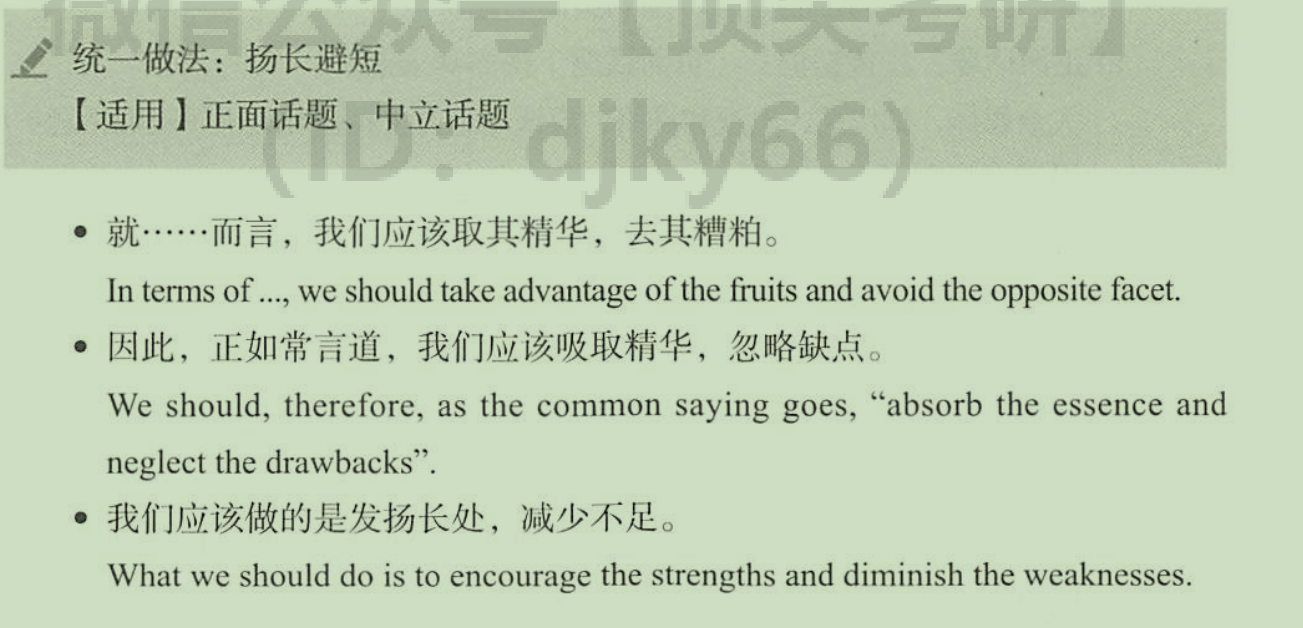 微信公众号【顶尖考研】
(ID：djky66)
统一做法：扬长避短
【适用】正面话题、中立话题
• 就……而言，我们应该取其精华，去其糟粕。
In terms of ..., we should take advantage of the fruits and avoid the opposite facet.
• 因此，正如常言道，我们应该吸取精华，忽略缺点。
We should, therefore, as the common saying goes, “absorb the essence and
neglect the drawbacks”.
• 我们应该做的是发扬长处，减少不足。
What we should do is to encourage the strengths and diminish the weaknesses.